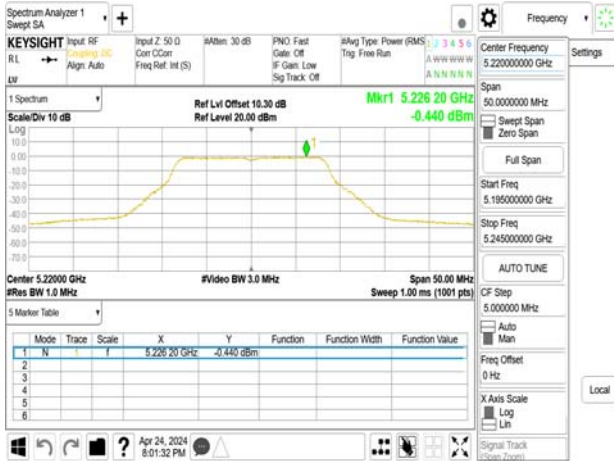 Spectrum Analyzer 1
Swept SA
+
Frequency
KEYSIGHT
RL
Input: RF
Coupling: DC
Align: Auto
Input Z: 50 Ω
Corr CCorr
Freq Ref: Int (S)
#Atten: 30 dB
PNO: Fast
Gate: Off
IF Gain: Low
Sig Track: Off
#Avg Type: Power (RMS
Trig: Free Run
1 2 3 4 5 6
A W W W W W
A N N N N N
1 Spectrum
Scale/Div 10 dB
Log
Ref Lvl Offset 10.30 dB
Ref Level 20.00 dBm
Mkr1 5.226 20 GHz
-0.440 dBm
1
10.0
0.00
-10.0
-20.0
-30.0
-40.0
-50.0
-60.0
-70.0
Center 5.22000 GHz
#Res BW 1.0 MHz
#Video BW 3.0 MHz
Span 50.00 MHz
Sweep 1.00 ms (1001 pts)
5 Marker Table
Mode Trace Scale X Y Function Function Width Function Value
1 N 1 f 5.226 20 GHz -0.440 dBm
2
3
4
5
6
?
Apr 24, 2024
8:01:32 PM
Center Frequency
5.220000000 GHz
Span
50.0000000 MHz
Swept Span
Zero Span
Full Span
Start Freq
5.195000000 GHz
Stop Freq
5.245000000 GHz
AUTO TUNE
CF Step
5.000000 MHz
Auto
Man
Freq Offset
0 Hz
X Axis Scale
Log
Lin
Signal Track
(Span Zoom)
Settings
Local